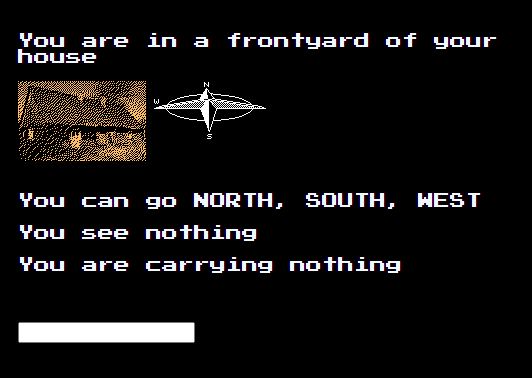 You are in a frontyard of your
house
N
W
S
You can go NORTH, SOUTH, WEST
You see nothing
You are carrying nothing